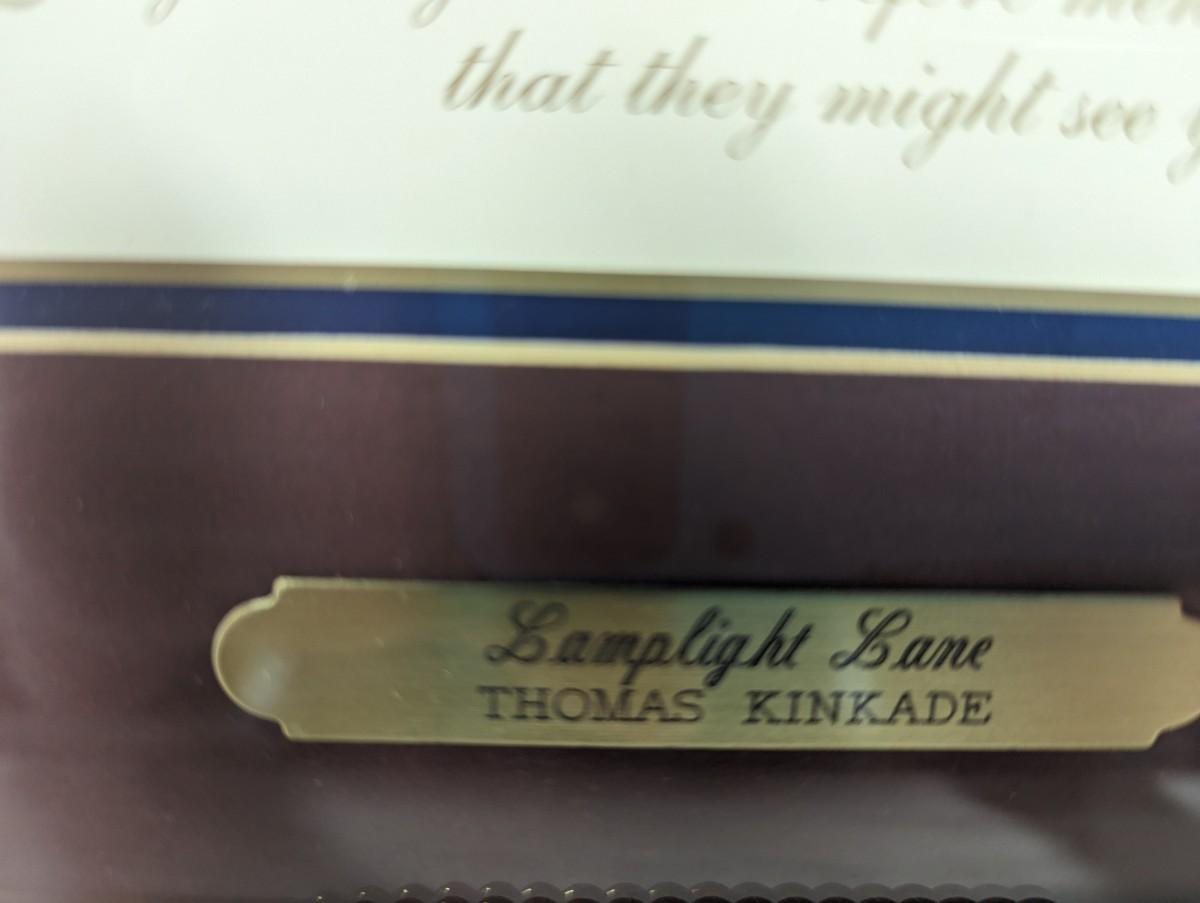 that they might see
Lamplight Lane
THOMAS KINKADE